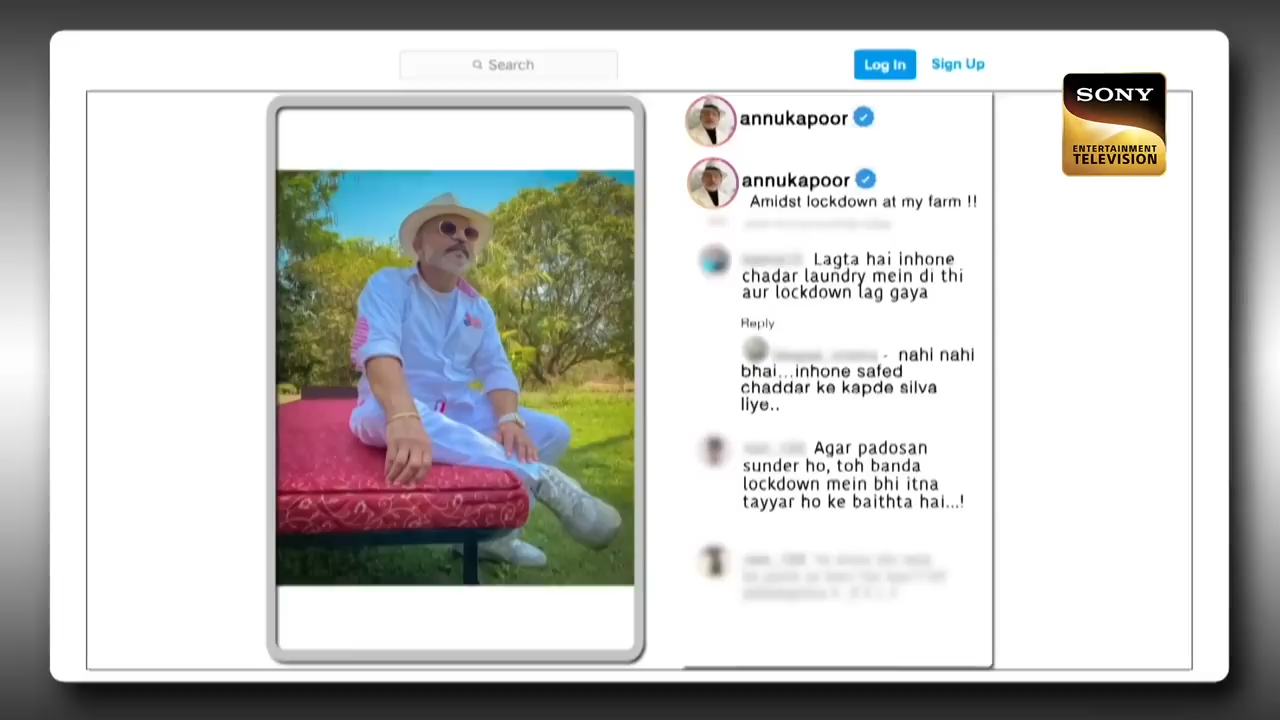 Search
Log In
Sign Up
SONY
ENTERTAINMENT
TELEVISION
annukapoor
annukapoor
Amidst lockdown at my farm !!
Lagta hai inhone
chadar laundry mein di thi
aur lockdown lag gaya
Reply
- nahi nahi
bhai...inhone safed
chaddar ke kapde silva
liye..
Agar padosan
sunder ho, toh banda
lockdown mein bhi itna
tayyar ho ke baithta hai...!